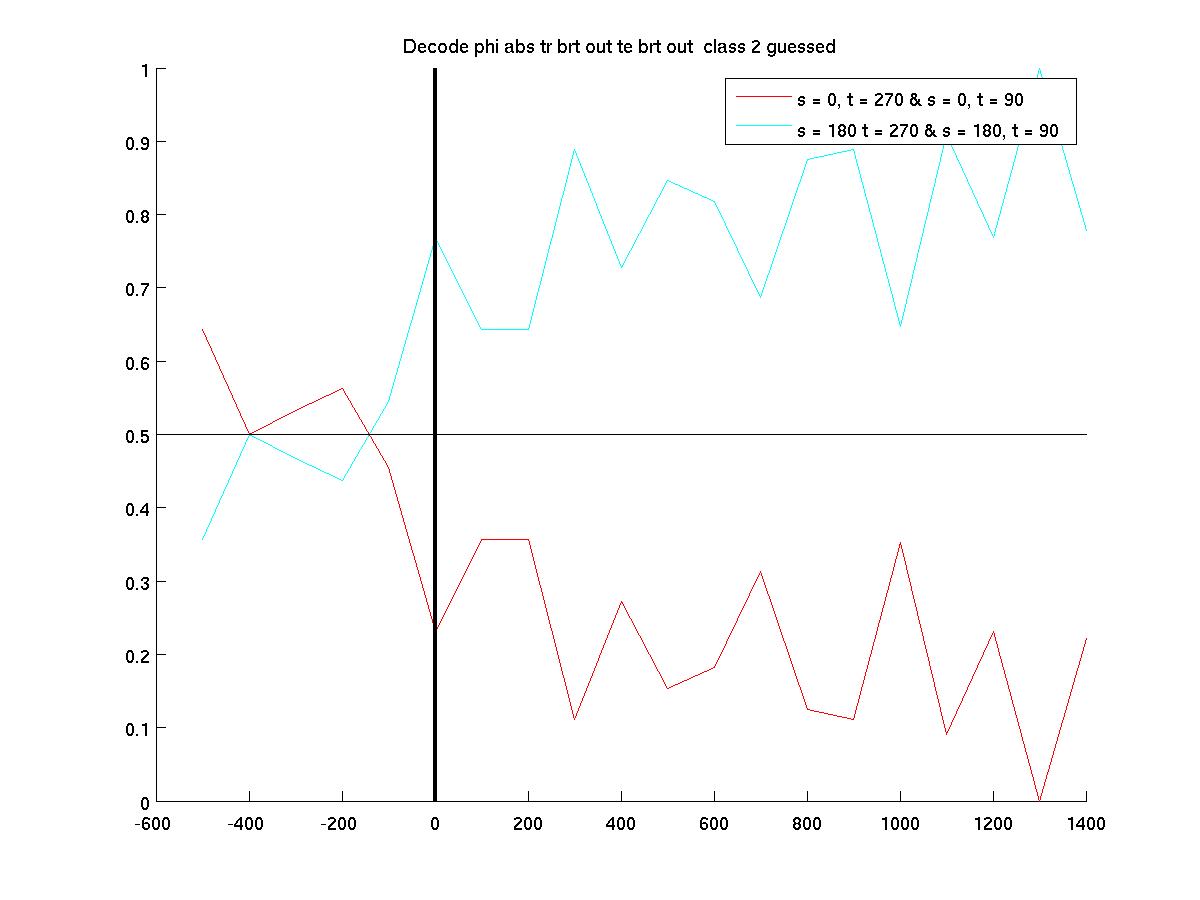 Decode phi abs tr brt out te brt out  class 2 guessed
s = 0, t = 270 & s = 0, t = 90
s = 180 t = 270 & s = 180, t = 90
1
0.9
0.8
0.7
0.6
0.5
0.4
0.3
0.2
0.1
0
-600 -400 -200 0 200 400 600 800 1000 1200 1400